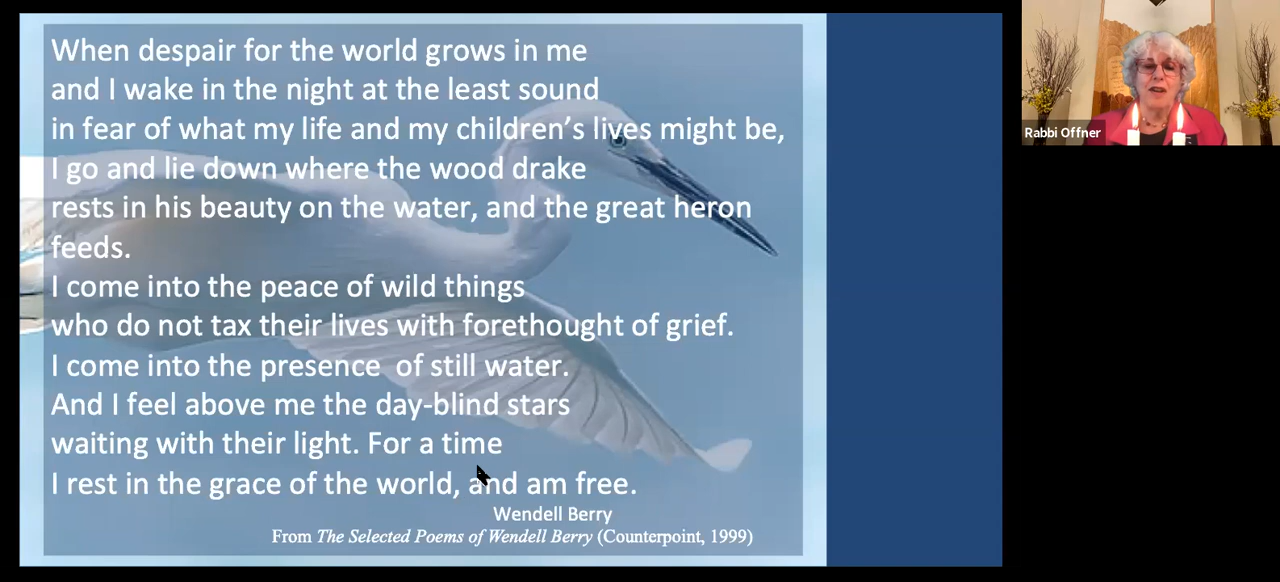 When despair for the world grows in me
and I wake in the night at the least sound
in fear of what my life and my children’s lives might be,
I go and lie down where the wood drake
rests in his beauty on the water, and the great heron
feeds.
I come into the peace of wild things
who do not tax their lives with forethought of grief.
I come into the presence  of still water.
And I feel above me the day-blind stars
waiting with their light. For a time
I rest in the grace of the world, and am free.
Wendell Berry
From The Selected Poems of Wendell Berry (Counterpoint, 1999)
Rabbi Offner